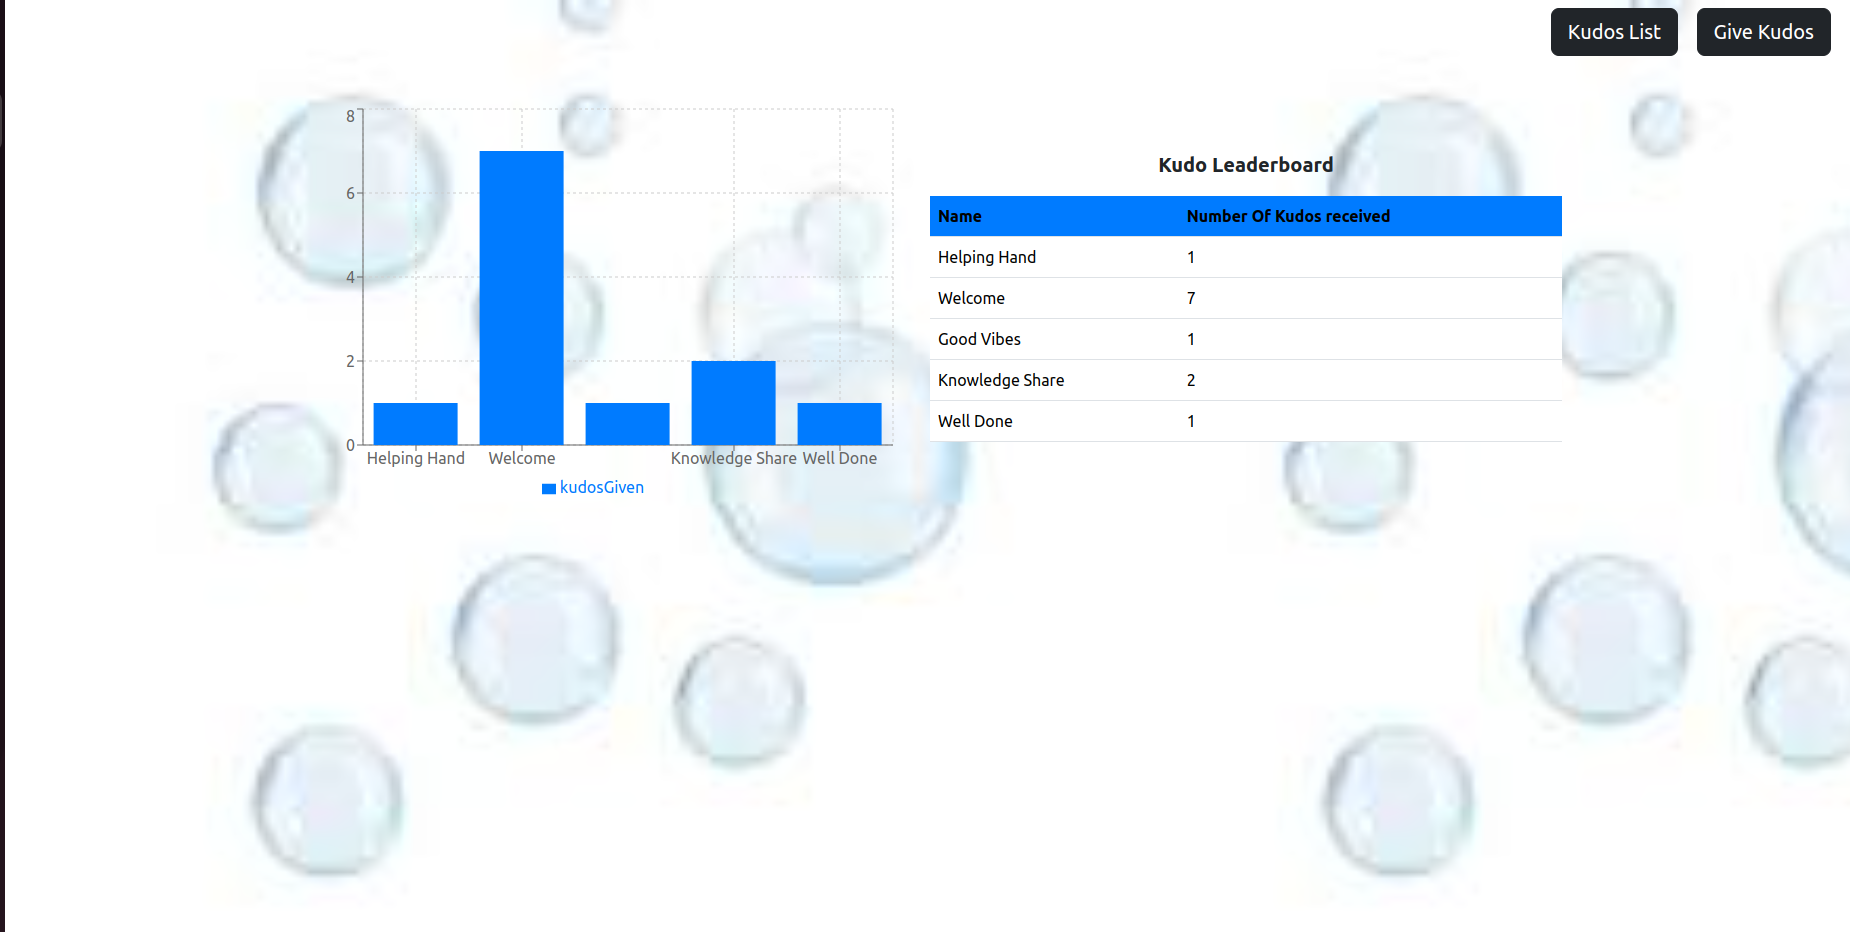 Kudos List Give Kudos
8
6
4
2
0
Helping Hand Welcome Knowledge Share Well Done
kudosGiven
Kudo Leaderboard
Name Number Of Kudos received
Helping Hand 1
Welcome 7
Good Vibes 1
Knowledge Share 2
Well Done 1